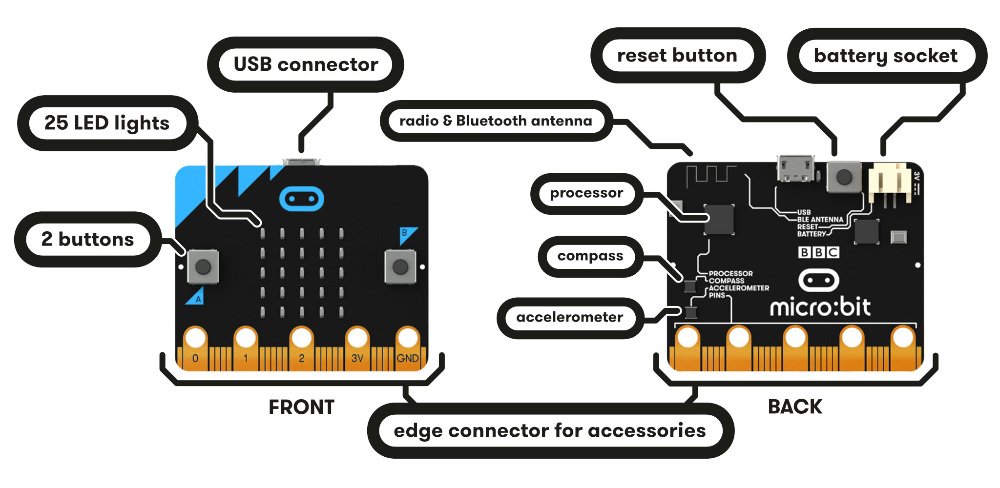 USB connector
reset button
battery socket
25 LED lights
radio & Bluetooth antenna
2 buttons
B
A
0 1 2 3V GND
FRONT
processor
compass
accelerometer
3V
USB
BLE ANTENNA
RESET
BATTERY
BBC
PROCESSOR
COMPASS
ACCELEROMETER
PINS
micro:bit
BACK
edge connector for accessories